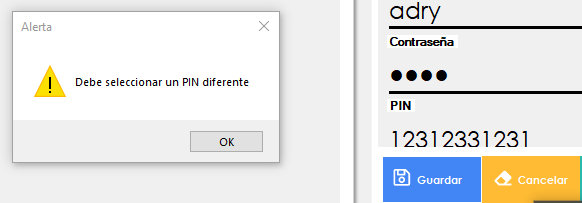 Alerta
Debe seleccionar un PIN diferente
OK
adry
Contraseña
PIN
12312331231
Guardar
Cancelar